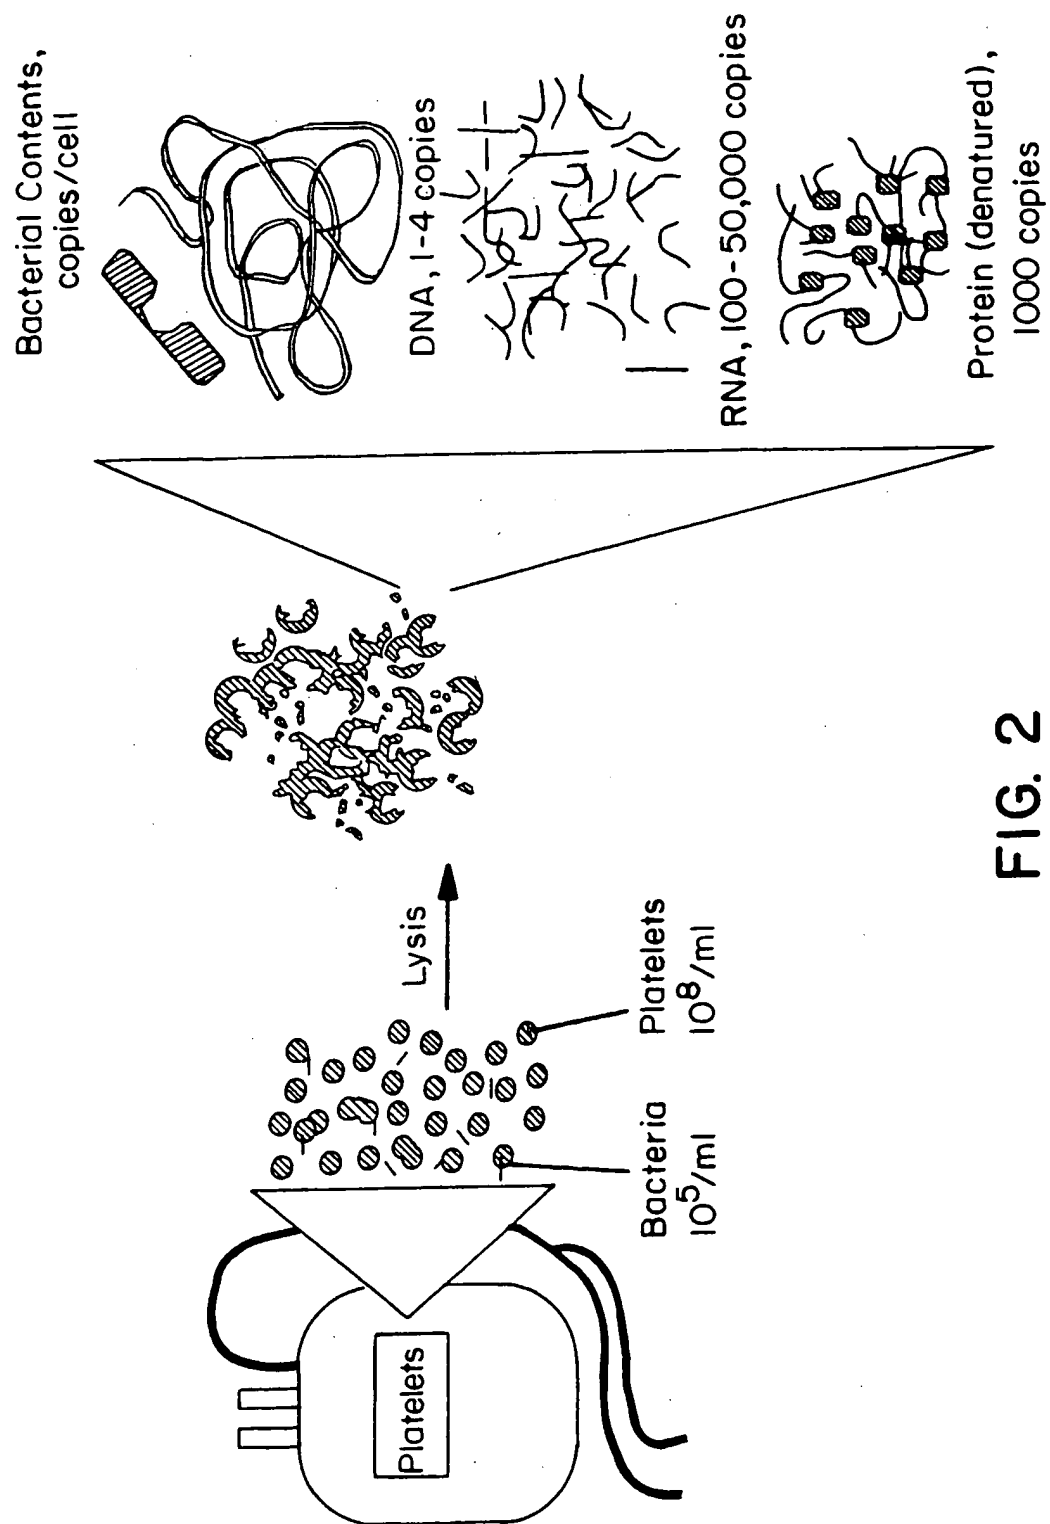 Platelets
Bacteria
10⁵/ml
Platelets
10⁸/ml
Lysis
Bacterial Contents,
copies/cell
DNA, 1-4 copies
RNA, 100-50,000 copies
Protein (denatured),
1000 copies
FIG. 2